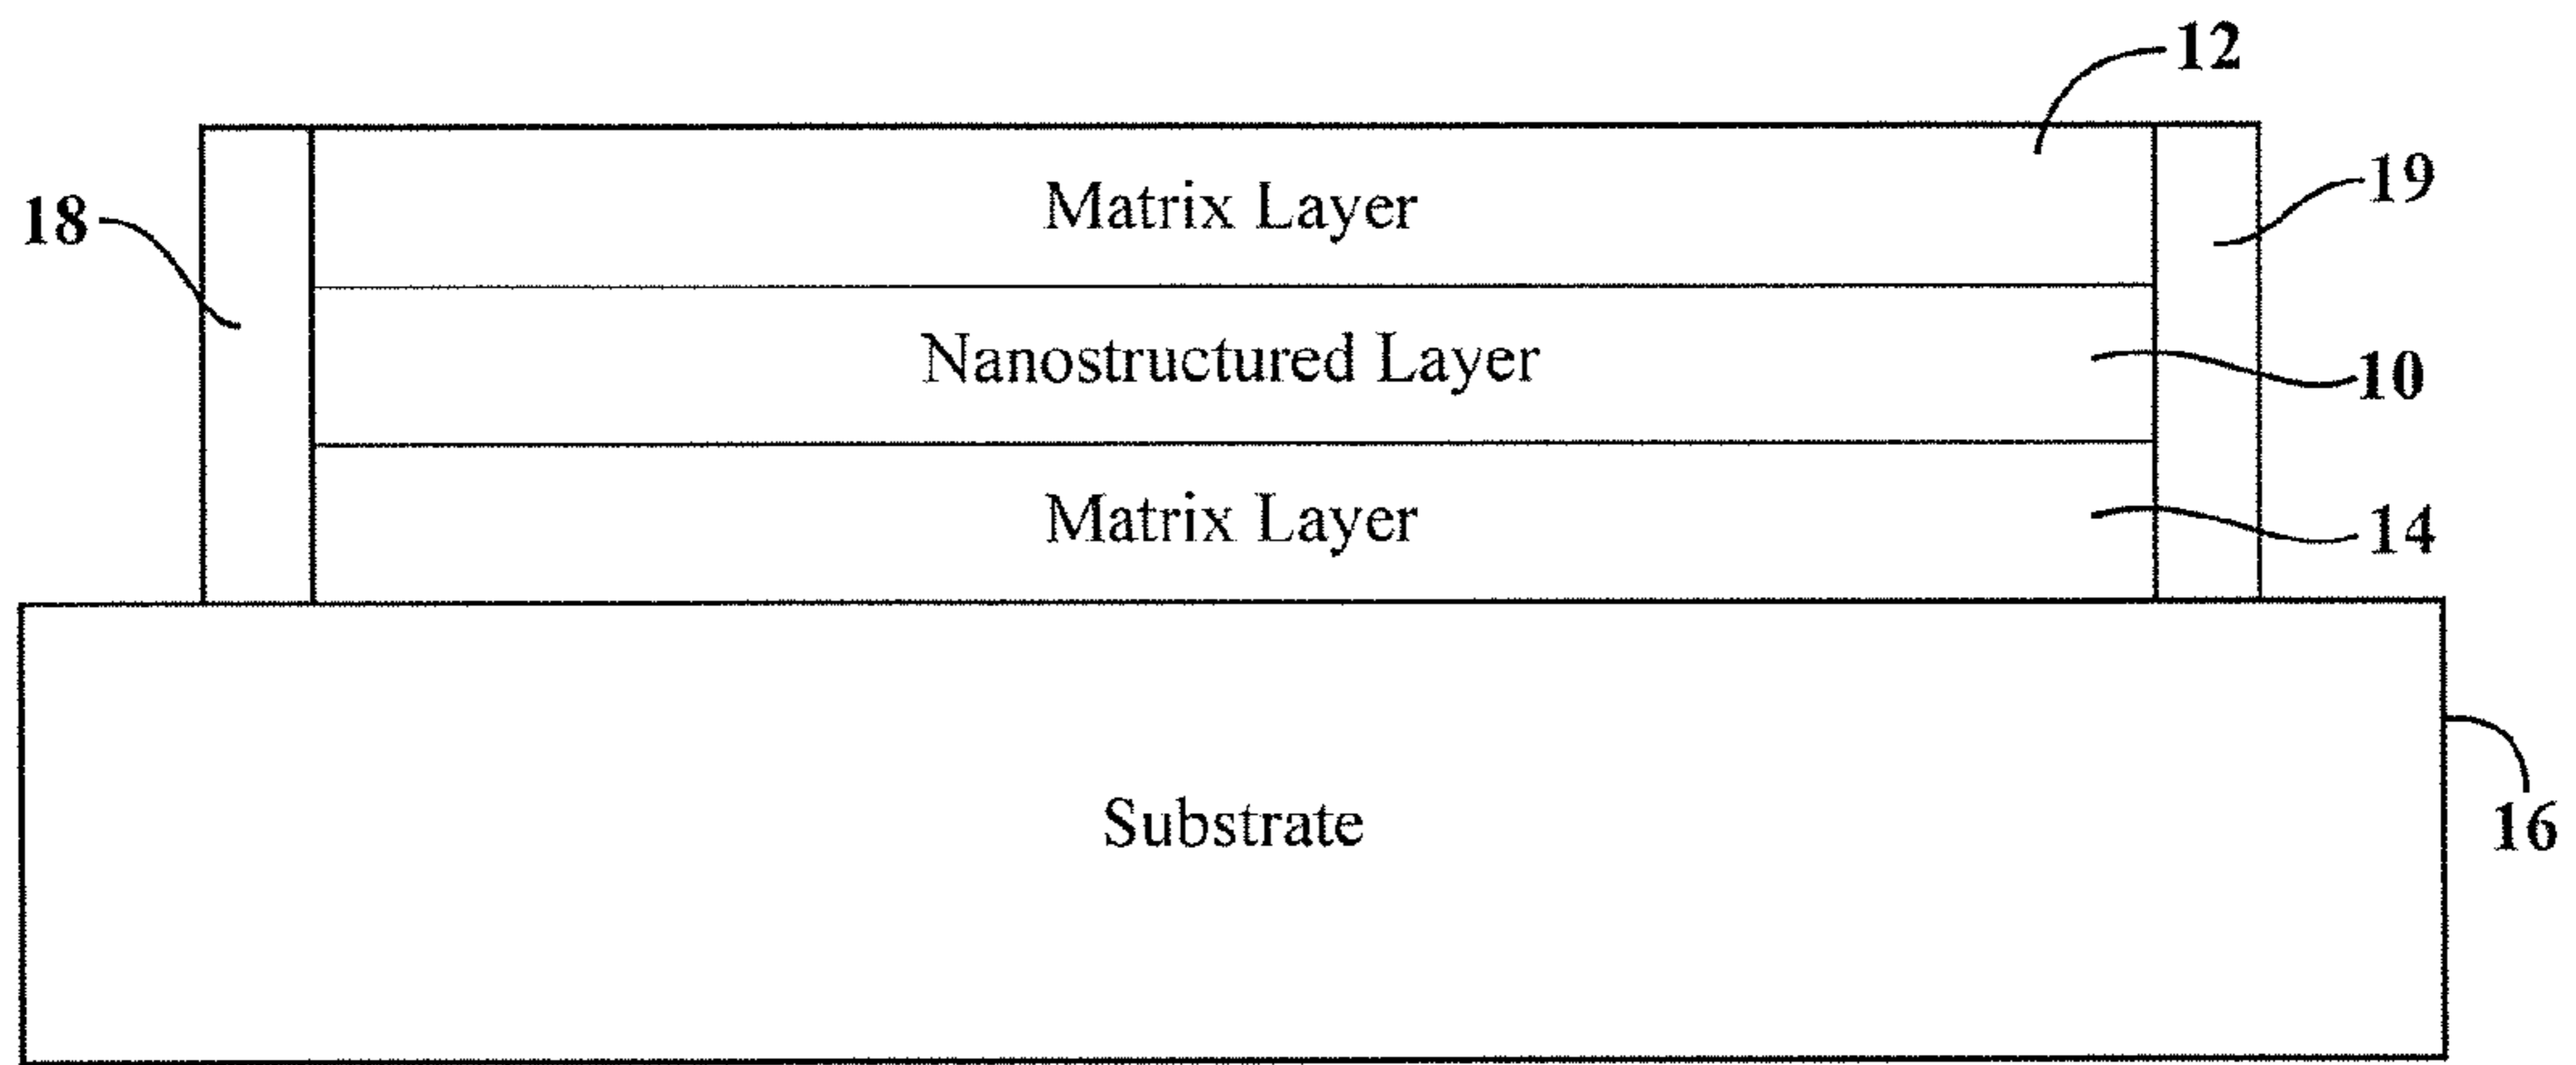 12
19
Matrix Layer
18
Nanostructured Layer
10
Matrix Layer
14
Substrate
16